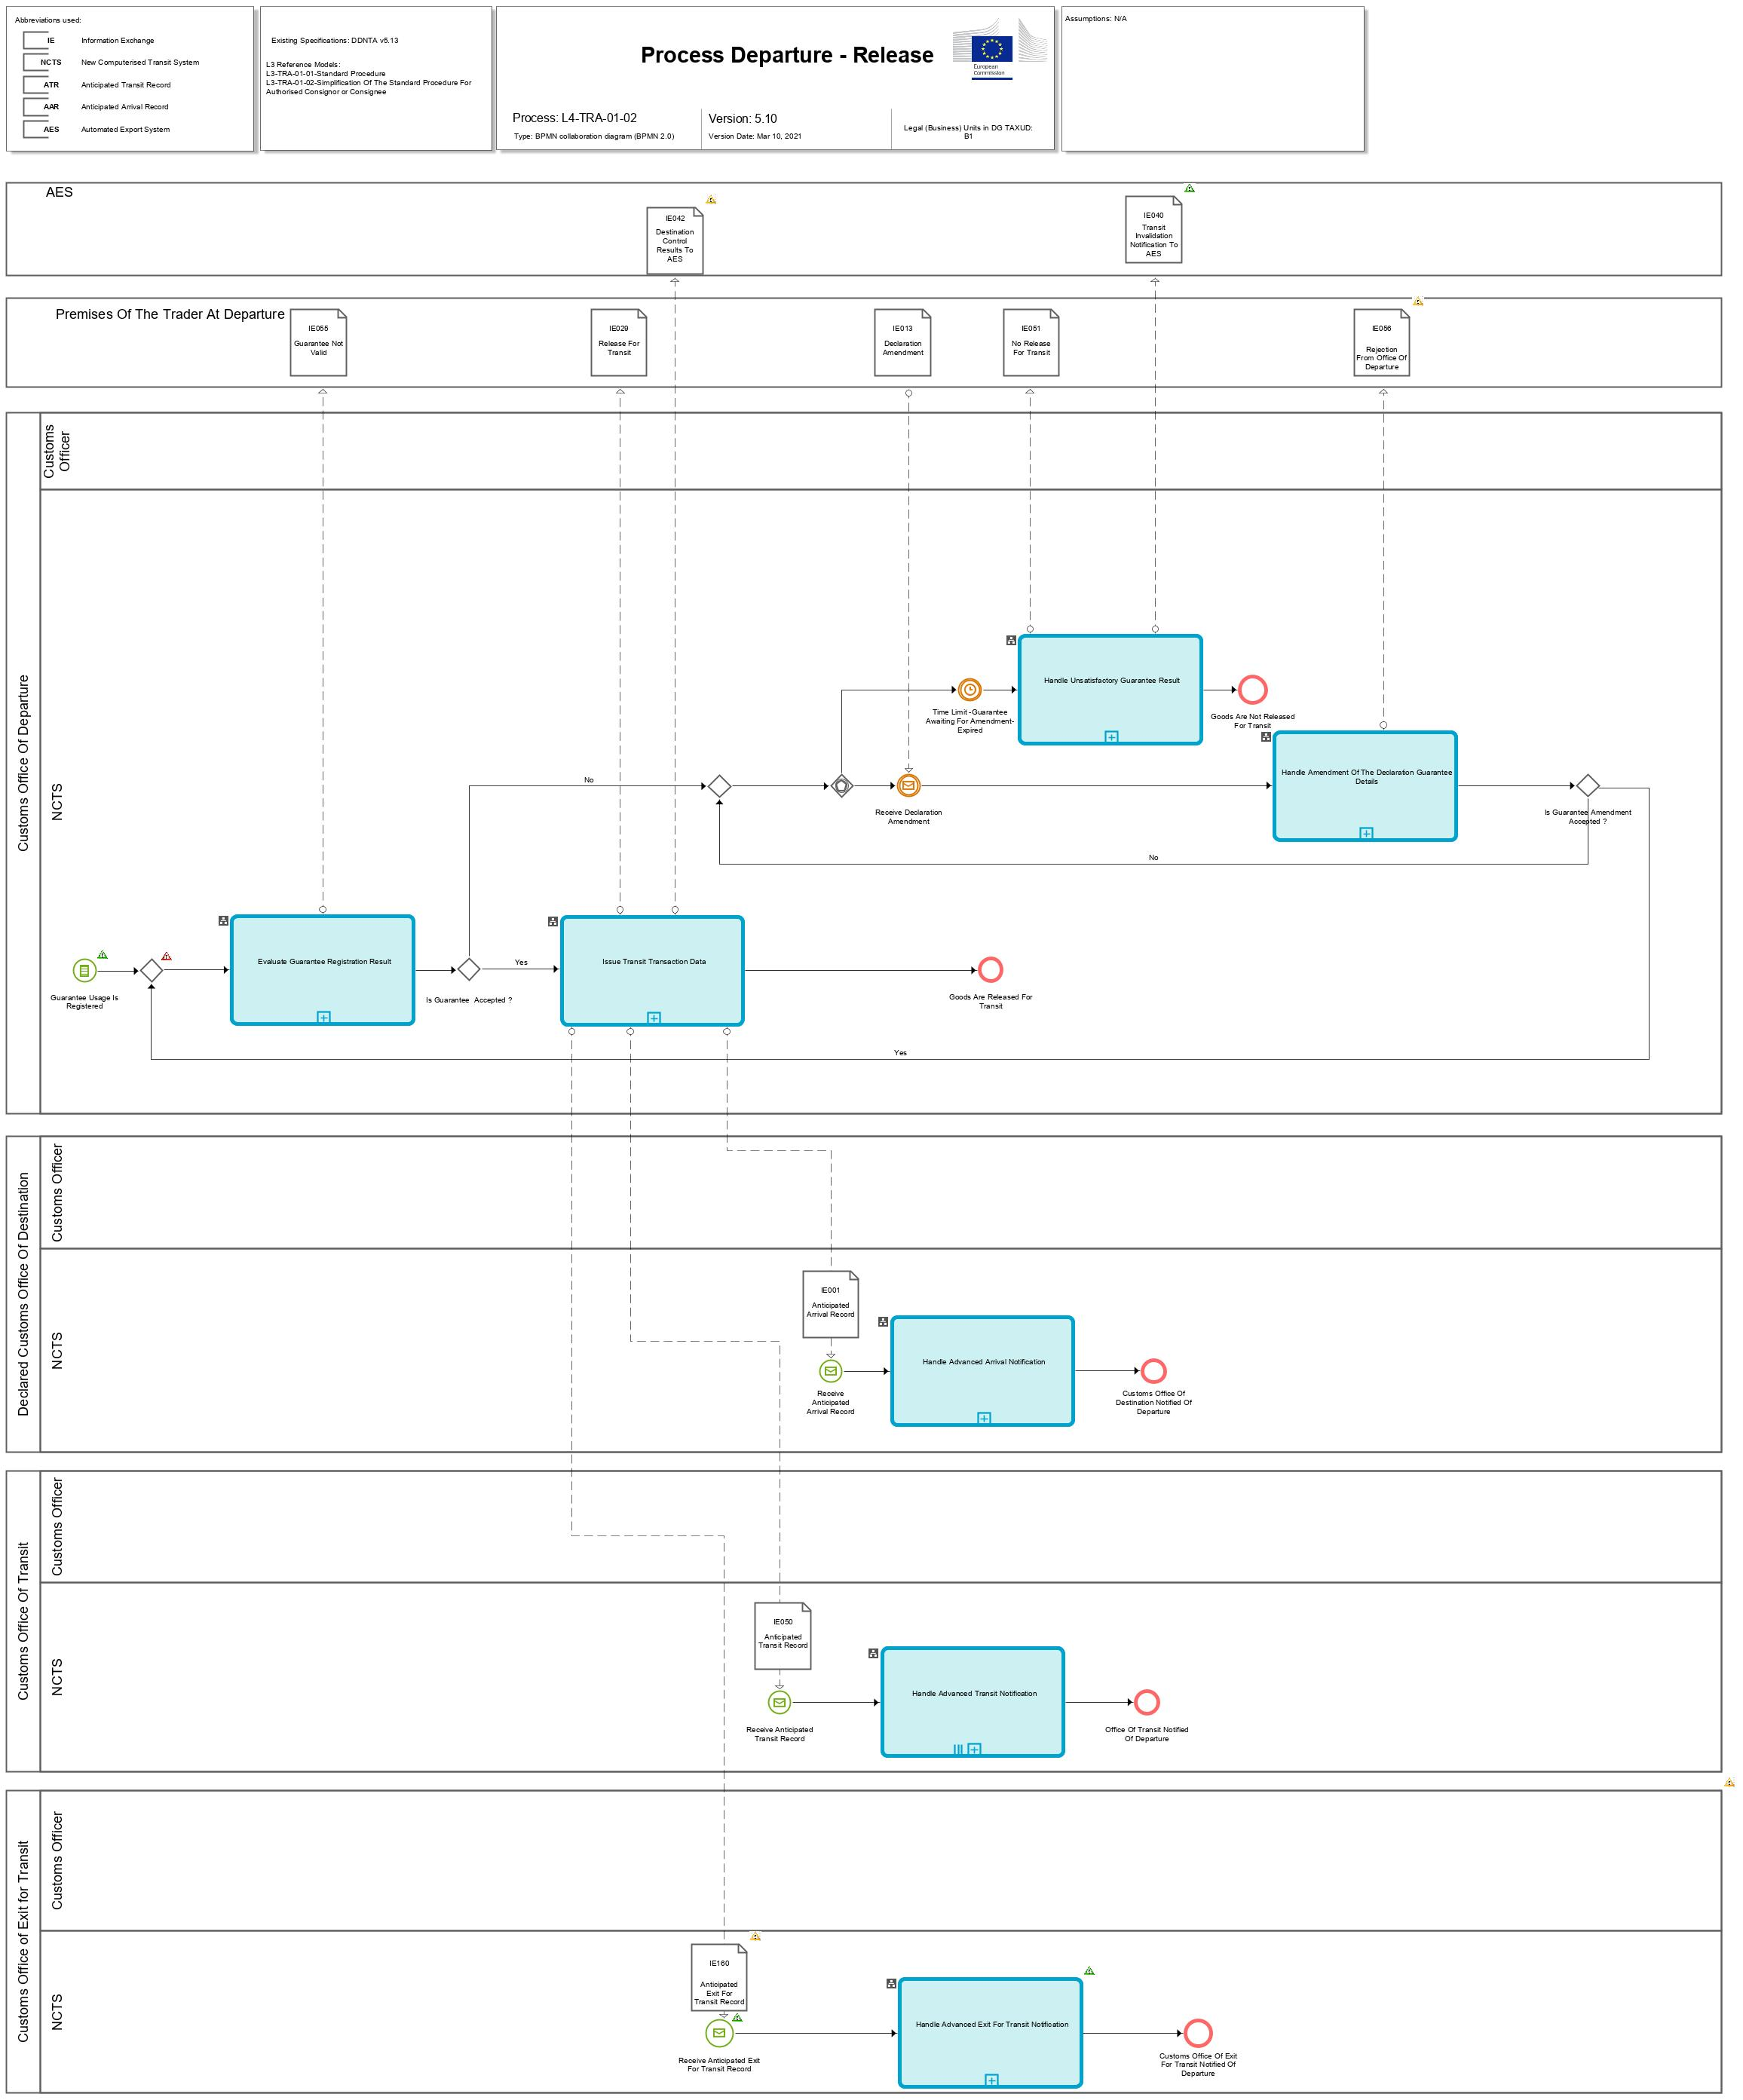 Abbreviations used:
IE Information Exchange
NCTS New Computerised Transit System
ATR Anticipated Transit Record
AAR Anticipated Arrival Record
AES Automated Export System
Existing Specifications: DDNTA v5.13
L3 Reference Models:
L3-TRA-01-01-Standard Procedure
L3-TRA-01-02-Simplification Of The Standard Procedure For
Authorised Consignor or Consignee
Process Departure - Release
European
Commission
Process: L4-TRA-01-02
Type: BPMN collaboration diagram (BPMN 2.0)
Version: 5.10
Version Date: Mar 10, 2021
Legal (Business) Units in DG TAXUD:
B1
Assumptions: N/A
AES
IE042
Destination
Control
Results To
AES
IE040
Transit
Invalidation
Notification To
AES
Premises Of The Trader At Departure
IE055
Guarantee Not
Valid
IE029
Release For
Transit
IE013
Declaration
Amendment
IE051
No Release
For Transit
IE056
Rejection
From Office Of
Departure
Customs Office Of Departure
Customs
Officer
NCTS
Handle Unsatisfactory Guarantee Result
Time Limit -Guarantee
Awaiting For Amendment-
Expired
Goods Are Not Released
For Transit
Handle Amendment Of The Declaration Guarantee
Details
No
Receive Declaration
Amendment
Is Guarantee Amendment
Accepted ?
No
Evaluate Guarantee Registration Result
Yes
Issue Transit Transaction Data
Guarantee Usage Is
Registered
Is Guarantee Accepted ?
Goods Are Released For
Transit
Yes
Declared Customs Office Of Destination
Customs Officer
NCTS
IE001
Anticipated
Arrival Record
Handle Advanced Arrival Notification
Receive
Anticipated
Arrival Record
Customs Office Of
Destination Notified Of
Departure
Customs Office Of Transit
Customs Officer
NCTS
IE050
Anticipated
Transit Record
Handle Advanced Transit Notification
Receive Anticipated
Transit Record
Office Of Transit Notified
Of Departure
Customs Office of Exit for Transit
Customs Officer
NCTS
IE160
Anticipated
Exit For
Transit Record
Handle Advanced Exit For Transit Notification
Receive Anticipated Exit
For Transit Record
Customs Office Of Exit
For Transit Notified Of
Departure